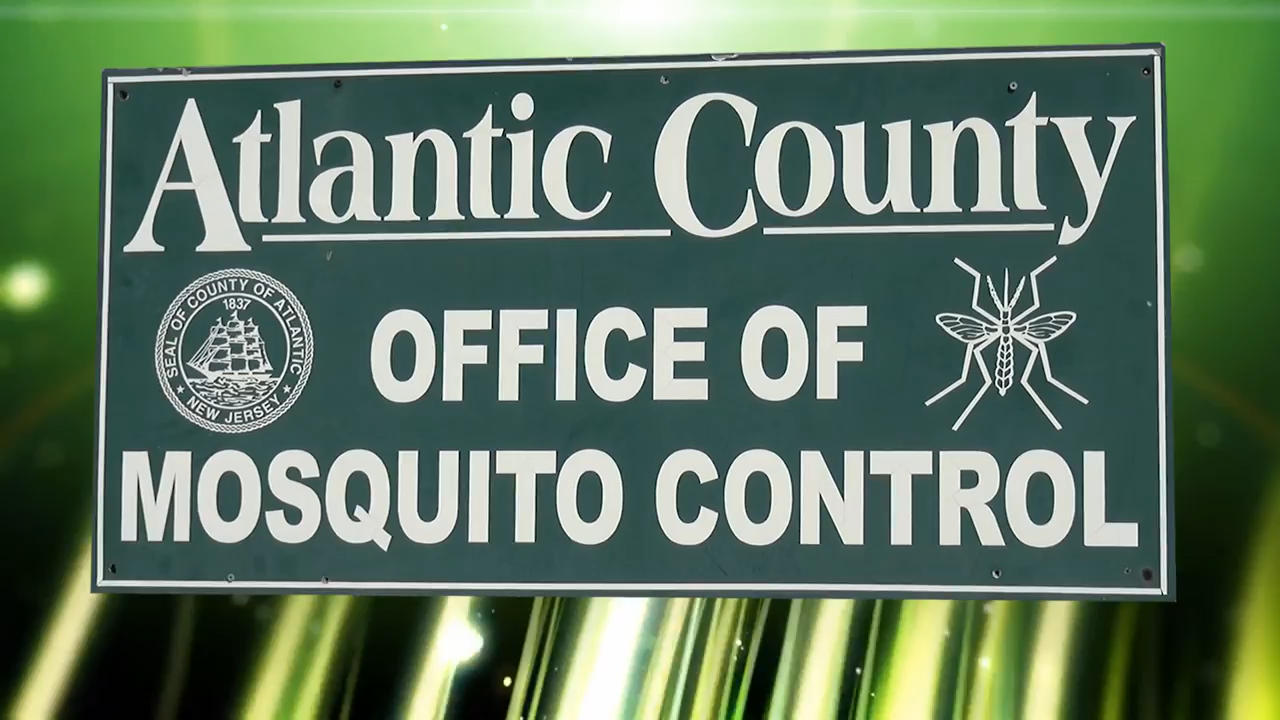 Atlantic County
SEAL OF COUNTY OF ATLANTIC
1837
★ NEW JERSEY ★
OFFICE OF
MOSQUITO CONTROL